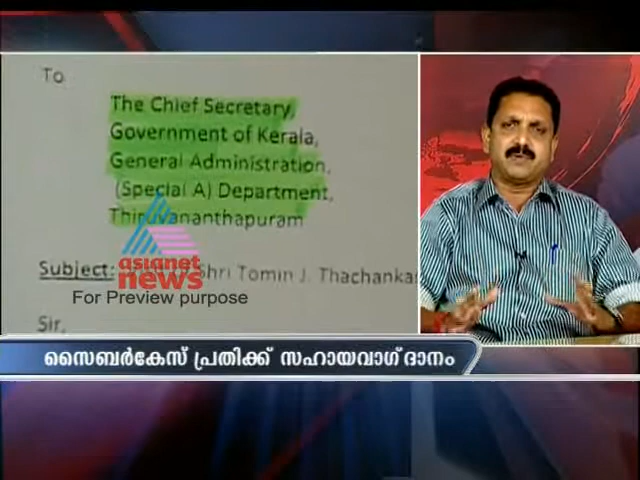 To
The Chief Secretary,
Government of Kerala,
General Administration,
(Special A) Department,
Thiruvananthapuram
Subject: Shri Tomin J. Thachanka
asianet
news
For Preview purpose
Sir,
സൈബർകേസ് പ്രതിക്ക് സഹായവാഗ്ദാനം